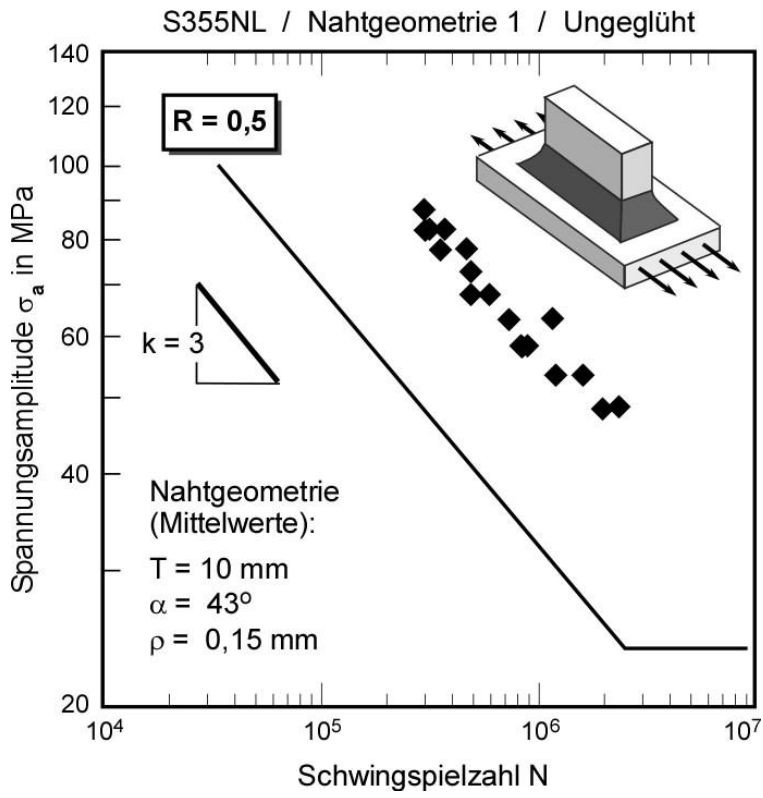 S355NL / Nahtgeometrie 1 / Ungeglüht
140
120
100
80
60
40
20
Spannungsamplitude σa in MPa
R = 0,5
k = 3
Nahtgeometrie
(Mittelwerte):
T = 10 mm
α = 43°
ρ = 0,15 mm
10⁴ 10⁵ 10⁶ 10⁷
Schwingspielzahl N